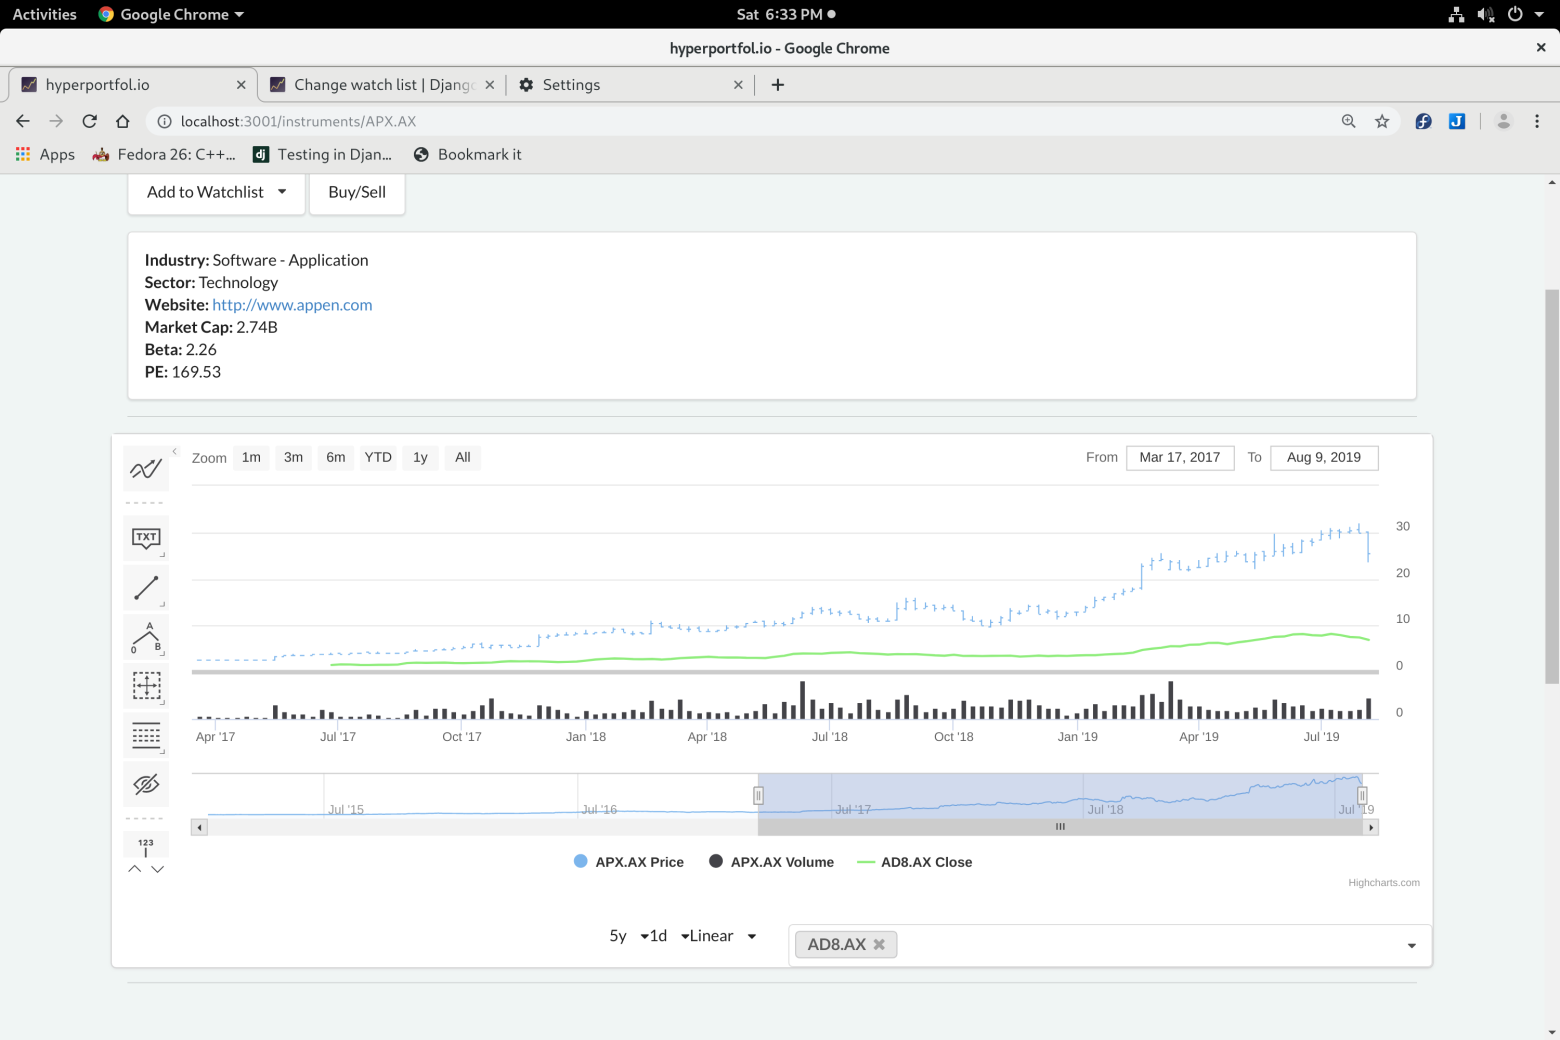 Activities Google Chrome Sat 6:33 PM
hyperportfol.io - Google Chrome
hyperportfol.io Change watch list | Djang Settings
localhost:3001/instruments/APX.AX
Apps Fedora 26: C++... Testing in Djan... Bookmark it
Add to Watchlist Buy/Sell
Industry: Software - Application
Sector: Technology
Website: http://www.appen.com
Market Cap: 2.74B
Beta: 2.26
PE: 169.53
Zoom 1m 3m 6m YTD 1y All From Mar 17, 2017 To Aug 9, 2019
TXT
A
0 B
123
30
20
10
0
0
Apr '17 Jul '17 Oct '17 Jan '18 Apr '18 Jul '18 Oct '18 Jan '19 Apr '19 Jul '19
Jul '15 Jul '16 Jul '17 Jul '18 Jul '19
APX.AX Price APX.AX Volume AD8.AX Close
Highcharts.com
5y 1d Linear AD8.AX